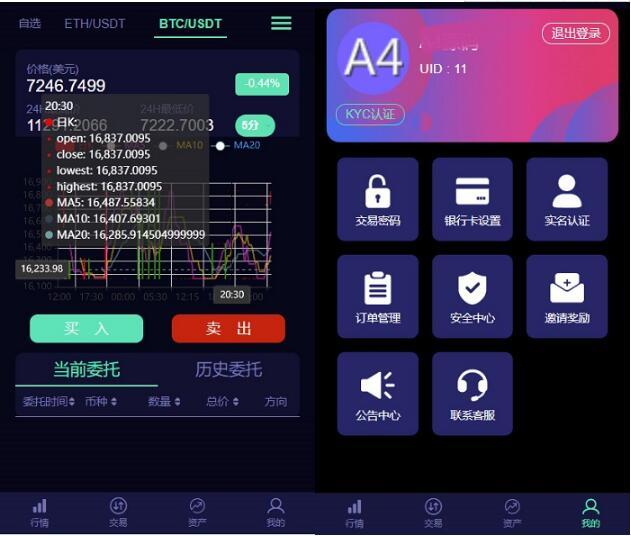 自选 ETH/USDT BTC/USDT
价格(美元)
7246.7499
-0.44%
24H最低价
7222.7003
5分
20:30
日K:
open: 16,837.0095
close: 16,837.0095
lowest: 16,837.0095
highest: 16,837.0095
MA5: 16,487.55834
MA10: 16,407.69301
MA20: 16,285.914504999999
MA10 MA20
16,900
16,233.98
16,100
12:00 17:30 00:00 05:30 12:15
20:30
买 入 卖 出
当前委托 历史委托
委托时间 币种 数量 总价 方向
行情 交易 资产 我的
A4
退出登录
UID : 11
KYC认证
交易密码 银行卡设置 实名认证
订单管理 安全中心 邀请奖励
公告中心 联系客服
行情 交易 资产 我的